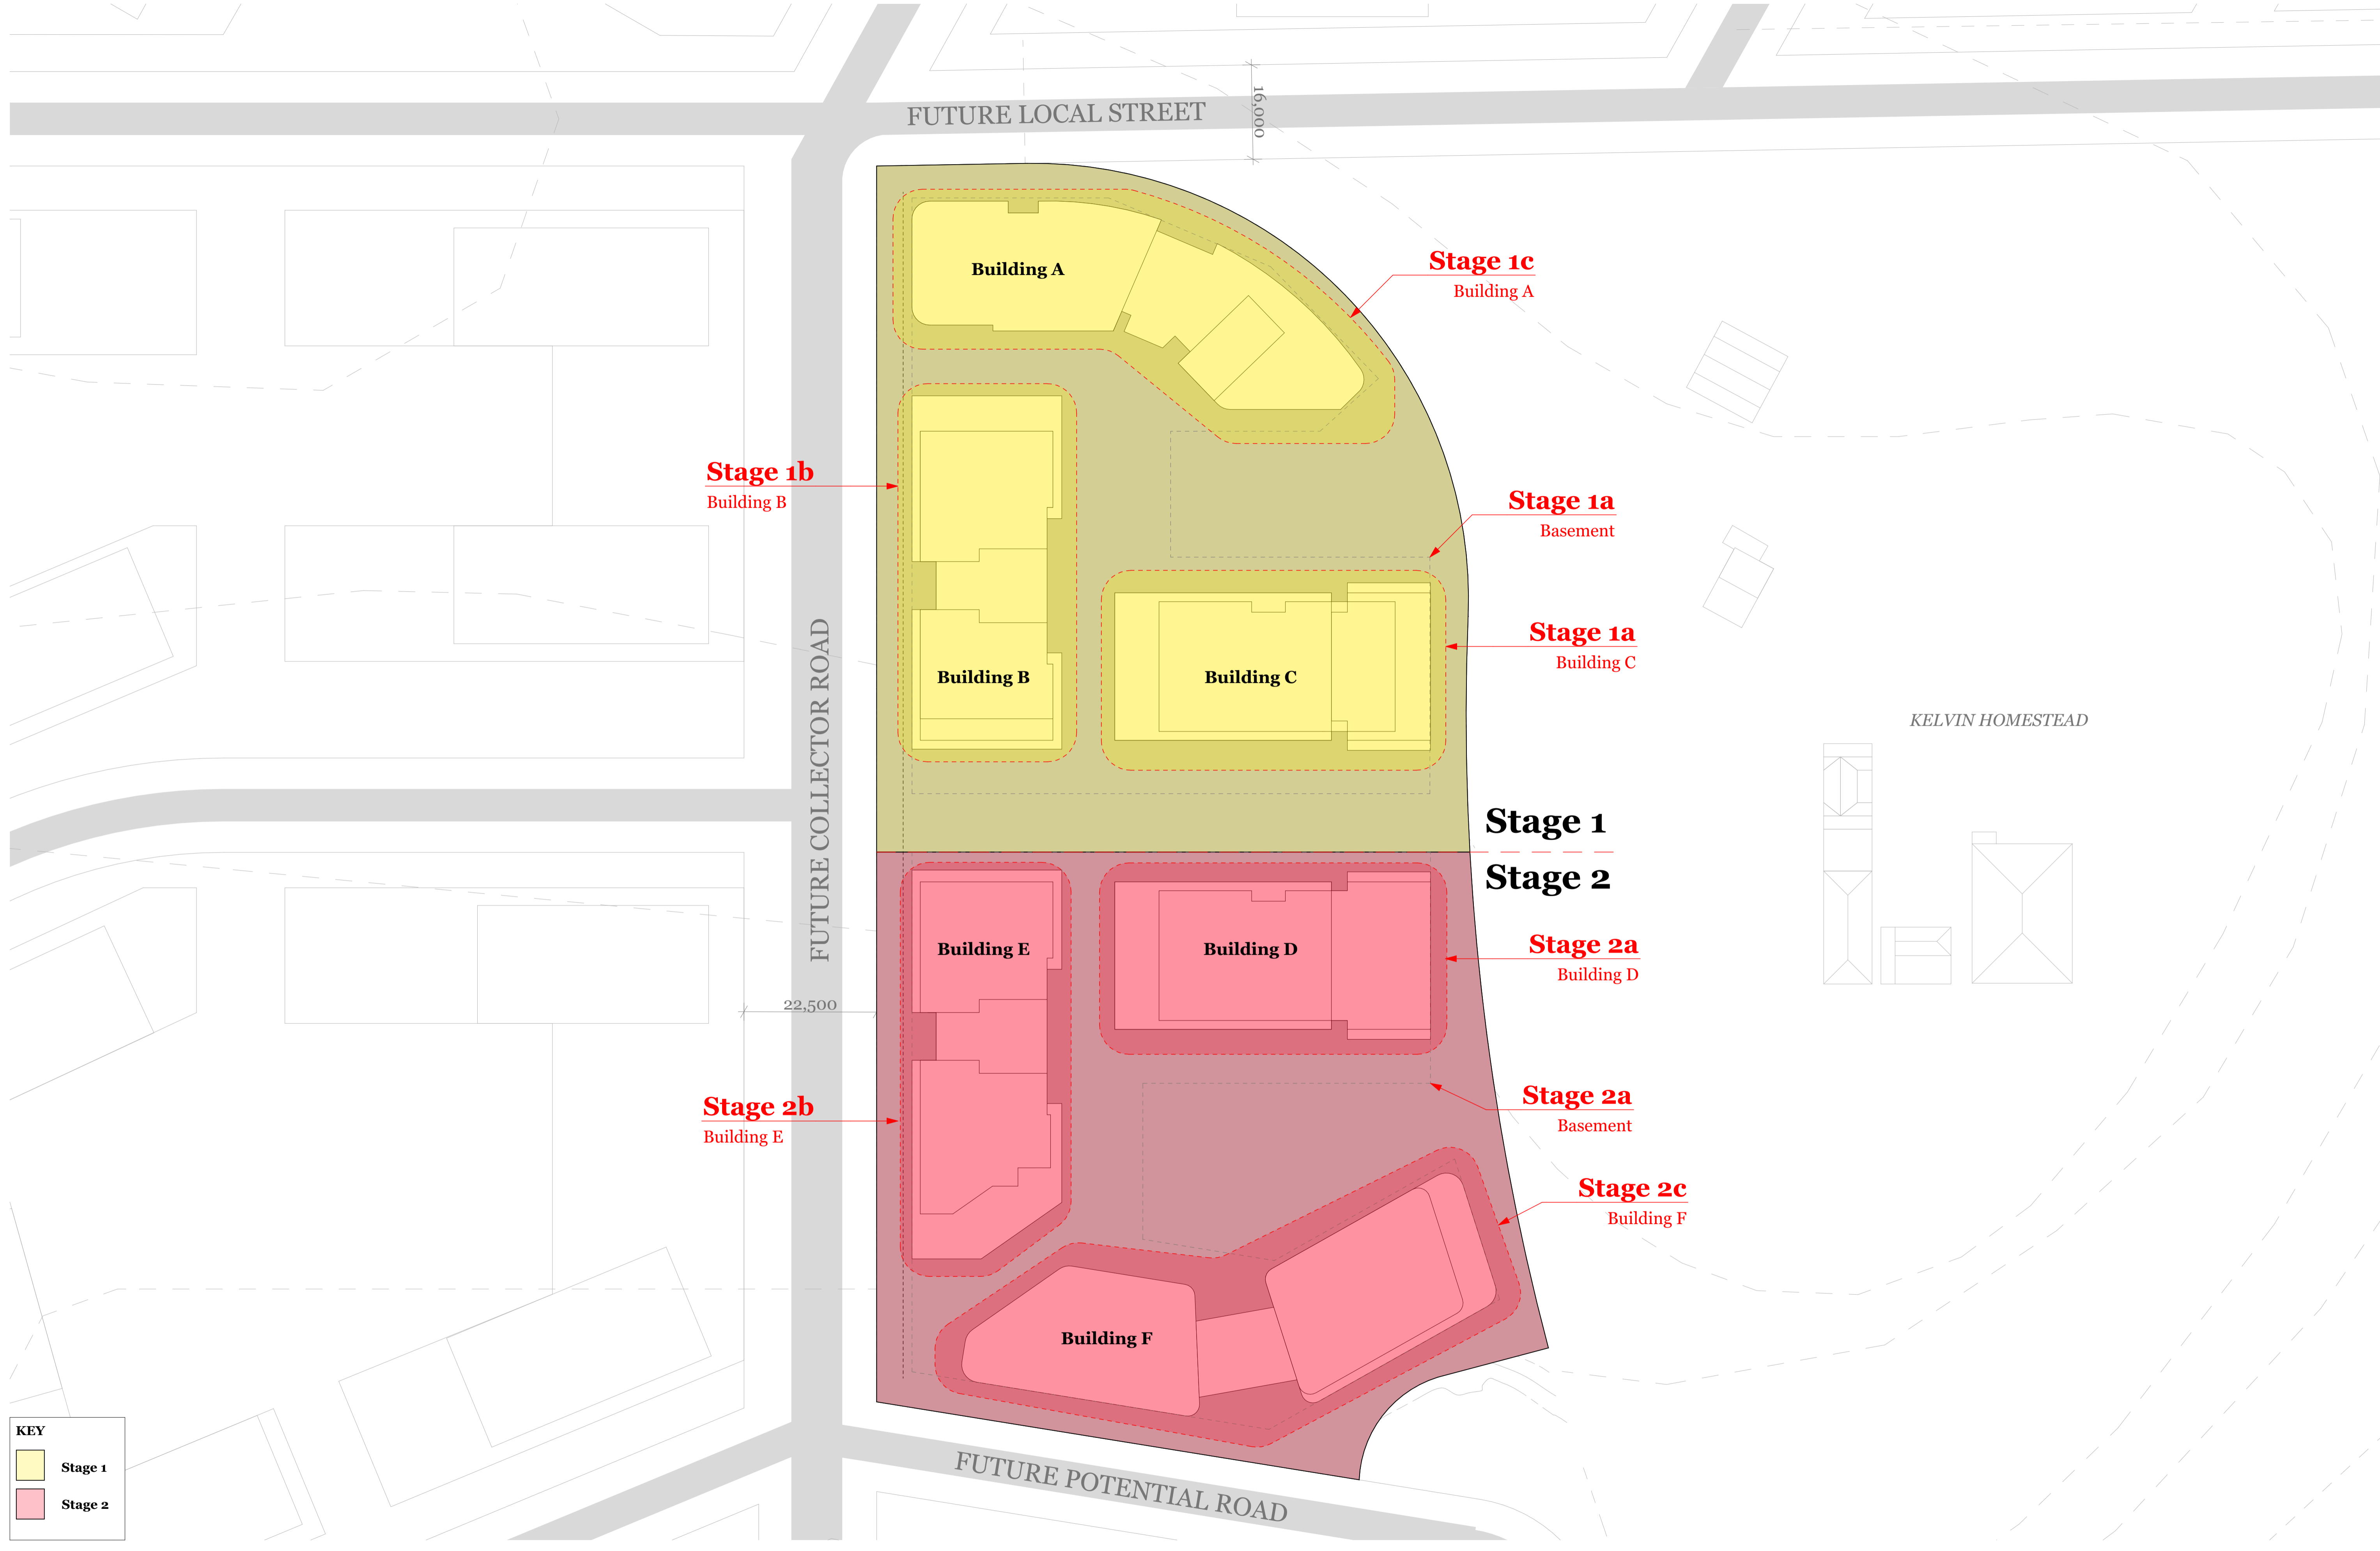 FUTURE LOCAL STREET
16,000
Building A
Stage 1c
Building A
Stage 1b
Building B
Stage 1a
Basement
Stage 1a
Building C
Building B
Building C
FUTURE COLLECTOR ROAD
KELVIN HOMESTEAD
Stage 1
Stage 2
Building E
Building D
Stage 2a
Building D
22,500
Stage 2b
Building E
Stage 2a
Basement
Stage 2c
Building F
Building F
KEY
Stage 1
Stage 2
FUTURE POTENTIAL ROAD